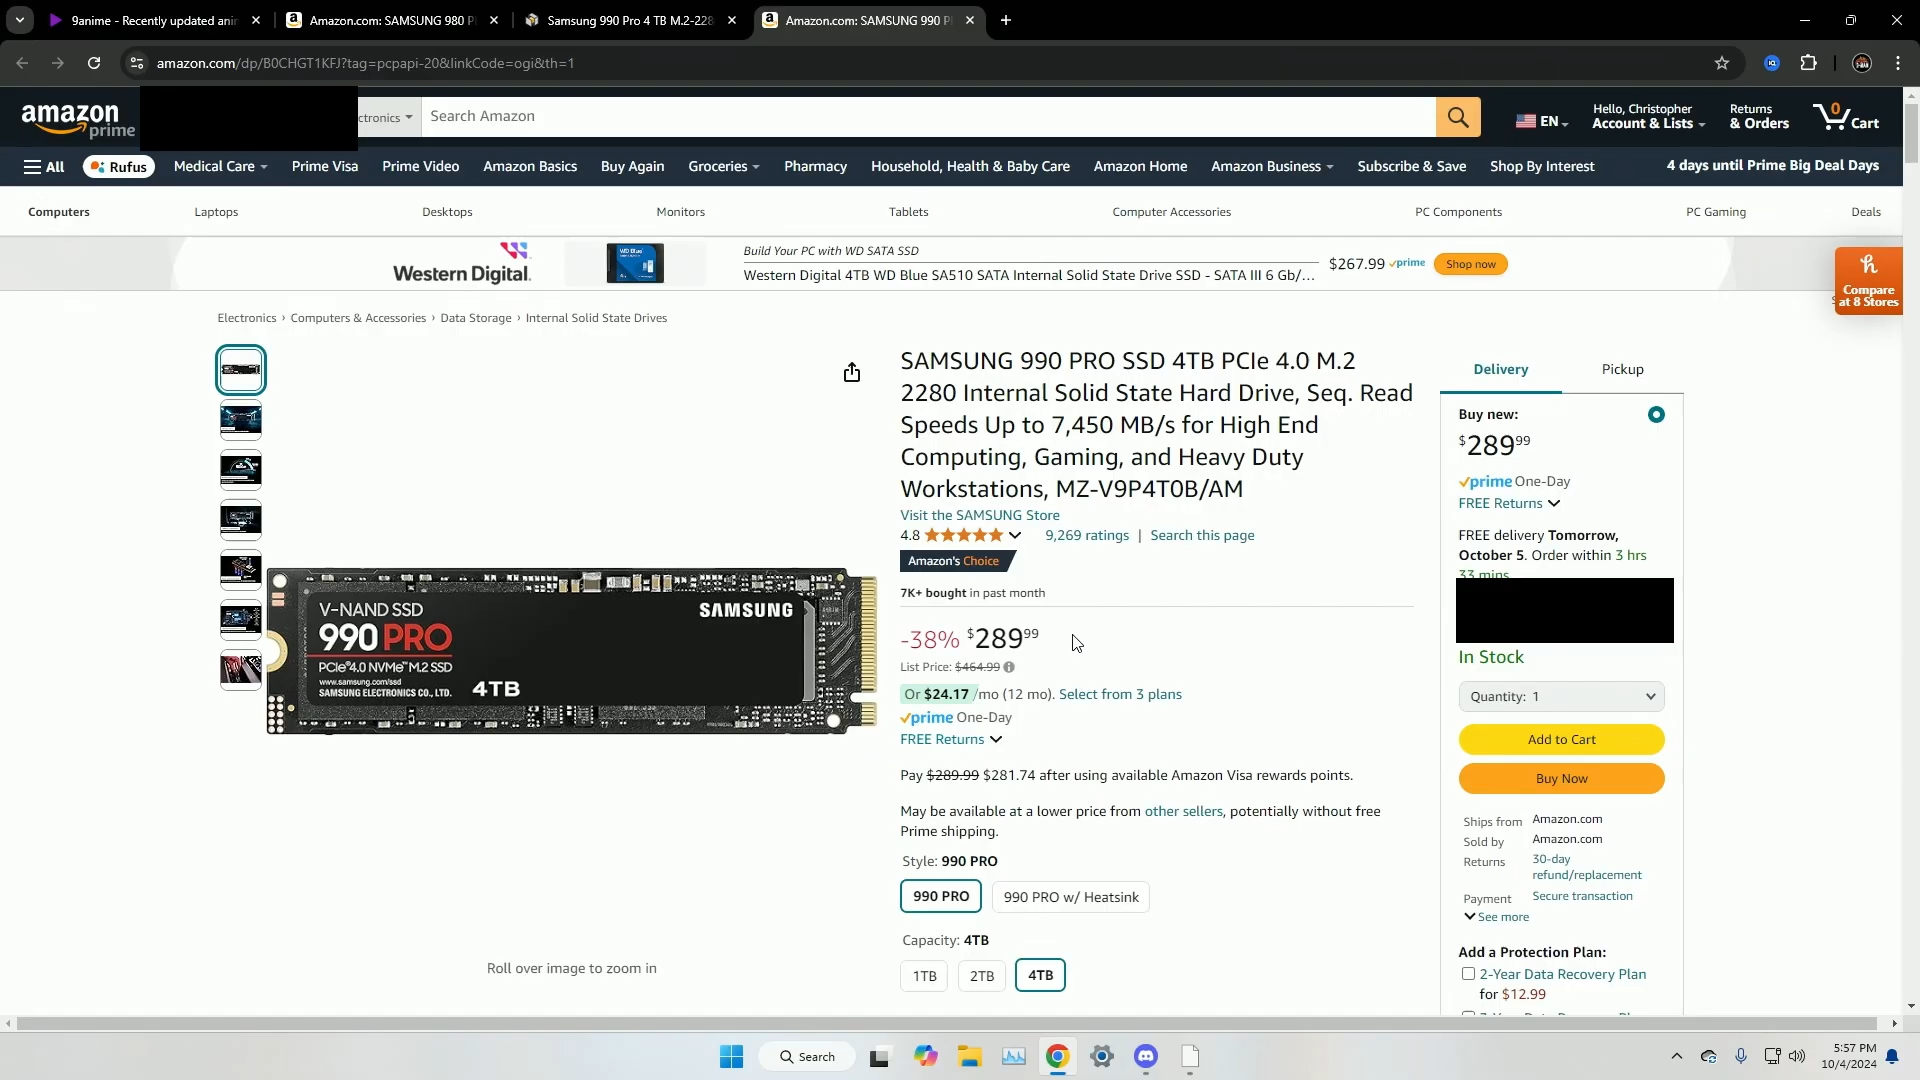 9anime - Recently updated ani
Amazon.com: SAMSUNG 980 P
Samsung 990 Pro 4 TB M.2-228
Amazon.com: SAMSUNG 990 P
amazon.com/dp/B0CHGT1KFJ?tag=pcpapi-20&linkCode=ogi&th=1
amazon
prime
ctronics
Search Amazon
EN
Hello, Christopher
Account & Lists
Returns
& Orders
0
Cart
All
Rufus
Medical Care
Prime Visa
Prime Video
Amazon Basics
Buy Again
Groceries
Pharmacy
Household, Health & Baby Care
Amazon Home
Amazon Business
Subscribe & Save
Shop By Interest
4 days until Prime Big Deal Days
Computers
Laptops
Desktops
Monitors
Tablets
Computer Accessories
PC Components
PC Gaming
Deals
Western Digital.
WD Blue
Build Your PC with WD SATA SSD
Western Digital 4TB WD Blue SA510 SATA Internal Solid State Drive SSD - SATA III 6 Gb/...
$267.99 prime
Shop now
h
Compare
at 8 Stores
Electronics › Computers & Accessories › Data Storage › Internal Solid State Drives
V-NAND SSD
990 PRO
PCIe®4.0 NVMe™M.2 SSD
www.samsung.com/ssd
SAMSUNG ELECTRONICS CO., LTD.
4TB
SAMSUNG
Roll over image to zoom in
SAMSUNG 990 PRO SSD 4TB PCIe 4.0 M.2
2280 Internal Solid State Hard Drive, Seq. Read
Speeds Up to 7,450 MB/s for High End
Computing, Gaming, and Heavy Duty
Workstations, MZ-V9P4T0B/AM
Visit the SAMSUNG Store
4.8
9,269 ratings | Search this page
Amazon's Choice
7K+ bought in past month
-38% $289 99
List Price: $464.99
Or $24.17 /mo (12 mo). Select from 3 plans
prime One-Day
FREE Returns
Pay $289.99 $281.74 after using available Amazon Visa rewards points.
May be available at a lower price from other sellers, potentially without free
Prime shipping.
Style: 990 PRO
990 PRO
990 PRO w/ Heatsink
Capacity: 4TB
1TB
2TB
4TB
Delivery
Pickup
Buy new:
$289 99
prime One-Day
FREE Returns
FREE delivery Tomorrow,
October 5. Order within 3 hrs
33 mins
In Stock
Quantity: 1
Add to Cart
Buy Now
Ships from Amazon.com
Sold by Amazon.com
Returns 30-day
refund/replacement
Payment Secure transaction
See more
Add a Protection Plan:
2-Year Data Recovery Plan
for $12.99
Search
5:57 PM
10/4/2024